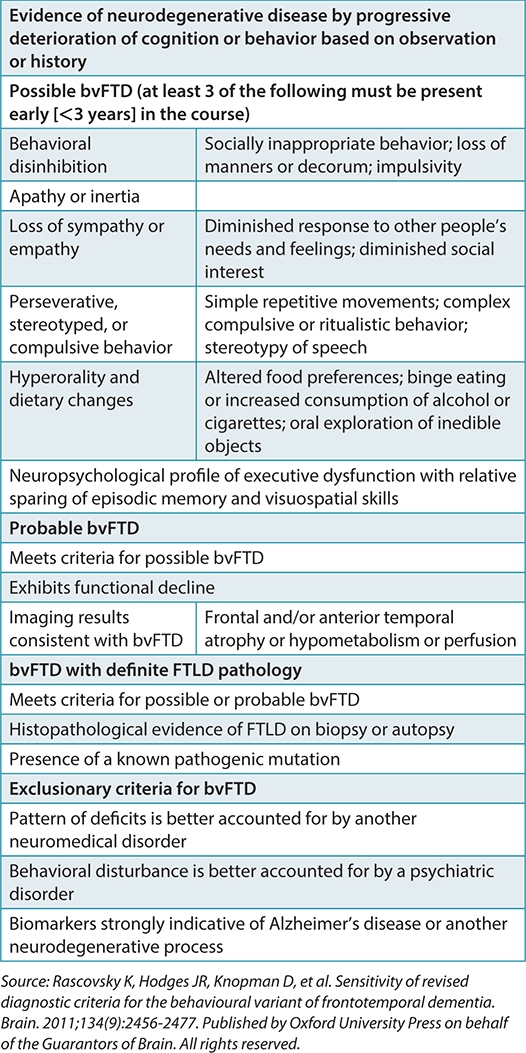 Evidence of neurodegenerative disease by progressive
deterioration of cognition or behavior based on observation
or history
Possible bvFTD (at least 3 of the following must be present
early [<3 years] in the course)
Behavioral
disinhibition
Socially inappropriate behavior; loss of
manners or decorum; impulsivity
Apathy or inertia
Loss of sympathy or
empathy
Diminished response to other people’s
needs and feelings; diminished social
interest
Perseverative,
stereotyped, or
compulsive behavior
Simple repetitive movements; complex
compulsive or ritualistic behavior;
stereotypy of speech
Hyperorality and
dietary changes
Altered food preferences; binge eating
or increased consumption of alcohol or
cigarettes; oral exploration of inedible
objects
Neuropsychological profile of executive dysfunction with relative
sparing of episodic memory and visuospatial skills
Probable bvFTD
Meets criteria for possible bvFTD
Exhibits functional decline
Imaging results
consistent with bvFTD
Frontal and/or anterior temporal
atrophy or hypometabolism or perfusion
bvFTD with definite FTLD pathology
Meets criteria for possible or probable bvFTD
Histopathological evidence of FTLD on biopsy or autopsy
Presence of a known pathogenic mutation
Exclusionary criteria for bvFTD
Pattern of deficits is better accounted for by another
neuromedical disorder
Behavioral disturbance is better accounted for by a psychiatric
disorder
Biomarkers strongly indicative of Alzheimer’s disease or another
neurodegenerative process
Source: Rascovsky K, Hodges JR, Knopman D, et al. Sensitivity of revised
diagnostic criteria for the behavioural variant of frontotemporal dementia.
Brain. 2011;134(9):2456-2477. Published by Oxford University Press on behalf
of the Guarantors of Brain. All rights reserved.